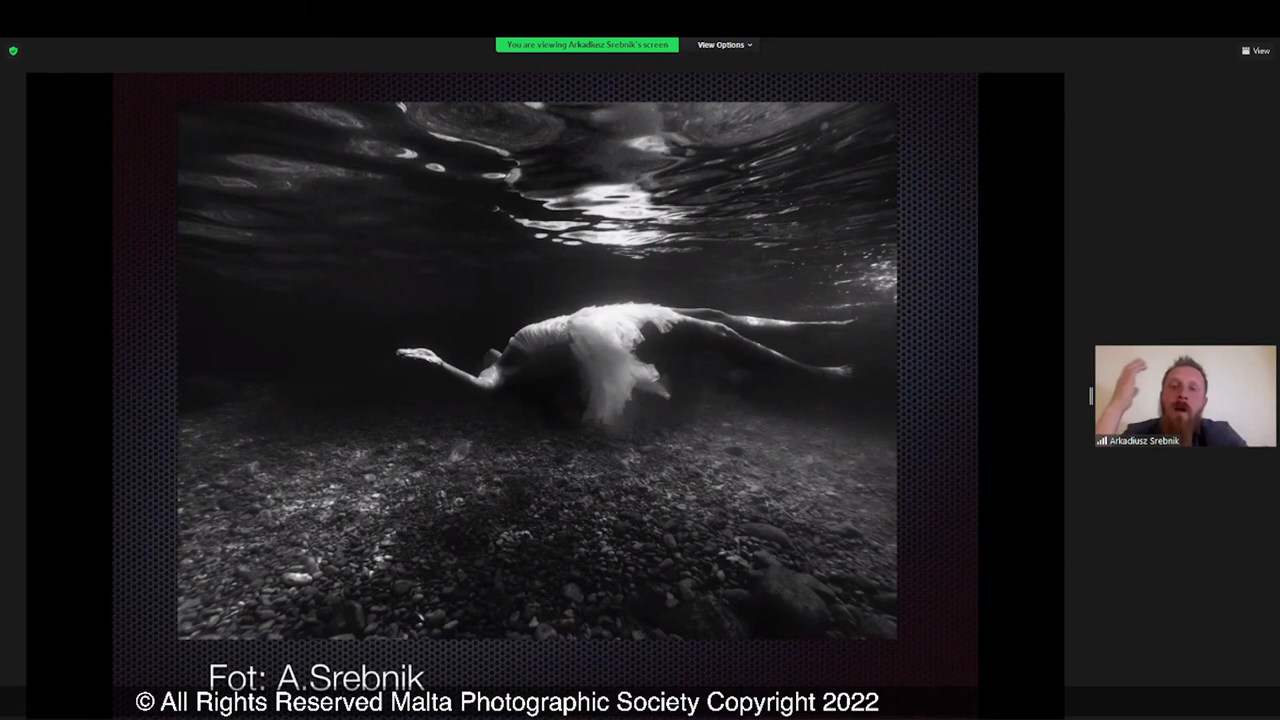 You are viewing Arkadiusz Srebnik's screen
View Options
View
Arkadiusz Srebnik
Fot: A.Srebnik
© All Rights Reserved Malta Photographic Society Copyright 2022